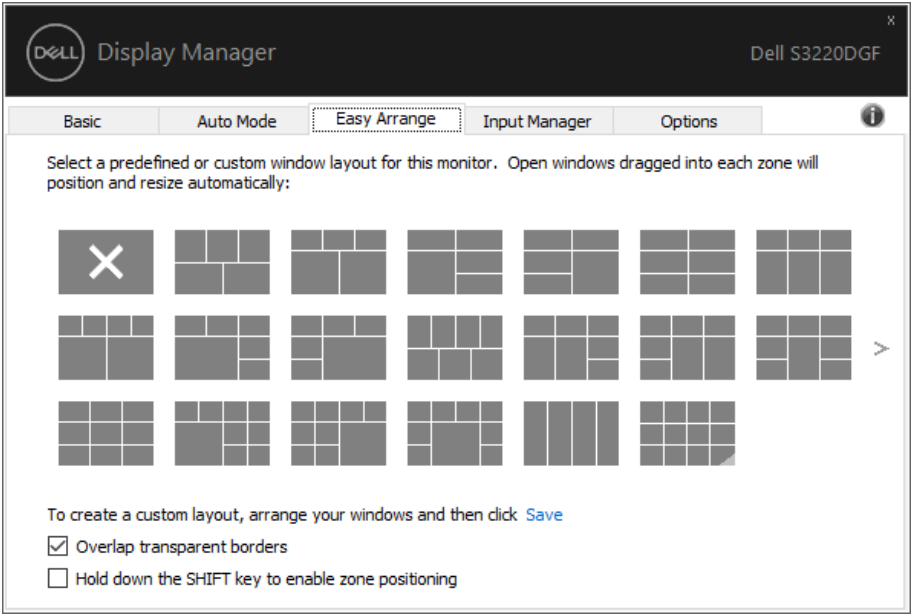 DELL Display Manager
x
Dell S3220DGF
Basic Auto Mode Easy Arrange Input Manager Options i
Select a predefined or custom window layout for this monitor. Open windows dragged into each zone will
position and resize automatically:
>
To create a custom layout, arrange your windows and then click Save
Overlap transparent borders
Hold down the SHIFT key to enable zone positioning